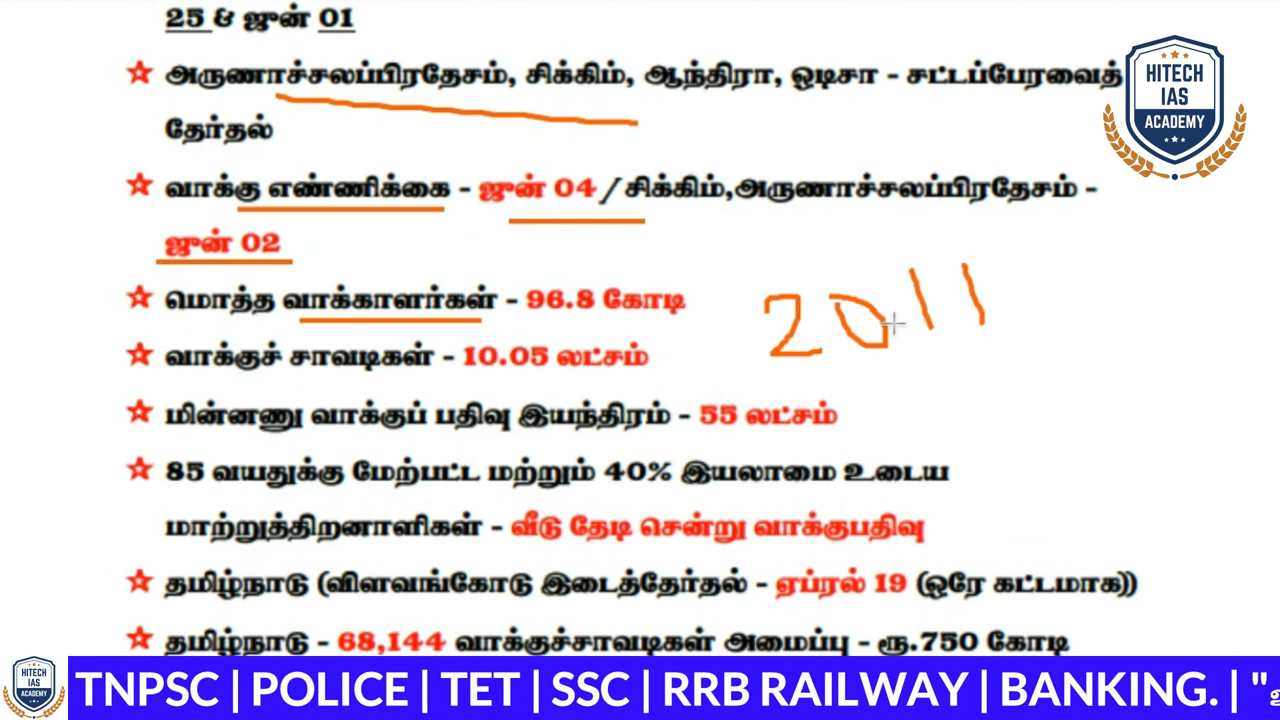 25 & ஜுன் 01
அருணாச்சலப்பிரதேசம், சிக்கிம், ஆந்திரா, ஒடிசா - சட்டப்பேரவைத்
தேர்தல்
வாக்கு எண்ணிக்கை - ஜுன் 04 / சிக்கிம்,அருணாச்சலப்பிரதேசம் -
ஜுன் 02
மொத்த வாக்காளர்கள் - 96.8 கோடி
2011
வாக்குச் சாவடிகள் - 10.05 லட்சம்
மின்னணு வாக்குப் பதிவு இயந்திரம் - 55 லட்சம்
85 வயதுக்கு மேற்பட்ட மற்றும் 40% இயலாமை உடைய
மாற்றுத்திறனாளிகள் - வீடு தேடி சென்று வாக்குபதிவு
தமிழ்நாடு (விளவங்கோடு இடைத்தேர்தல் - ஏப்ரல் 19 (ஒரே கட்டமாக))
தமிழ்நாடு - 68,144 வாக்குச்சாவடிகள் அமைப்பு - ரூ.750 கோடி
HITECH
IAS
ACADEMY
HITECH
IAS
ACADEMY
TNPSC | POLICE | TET | SSC | RRB RAILWAY | BANKING. | "